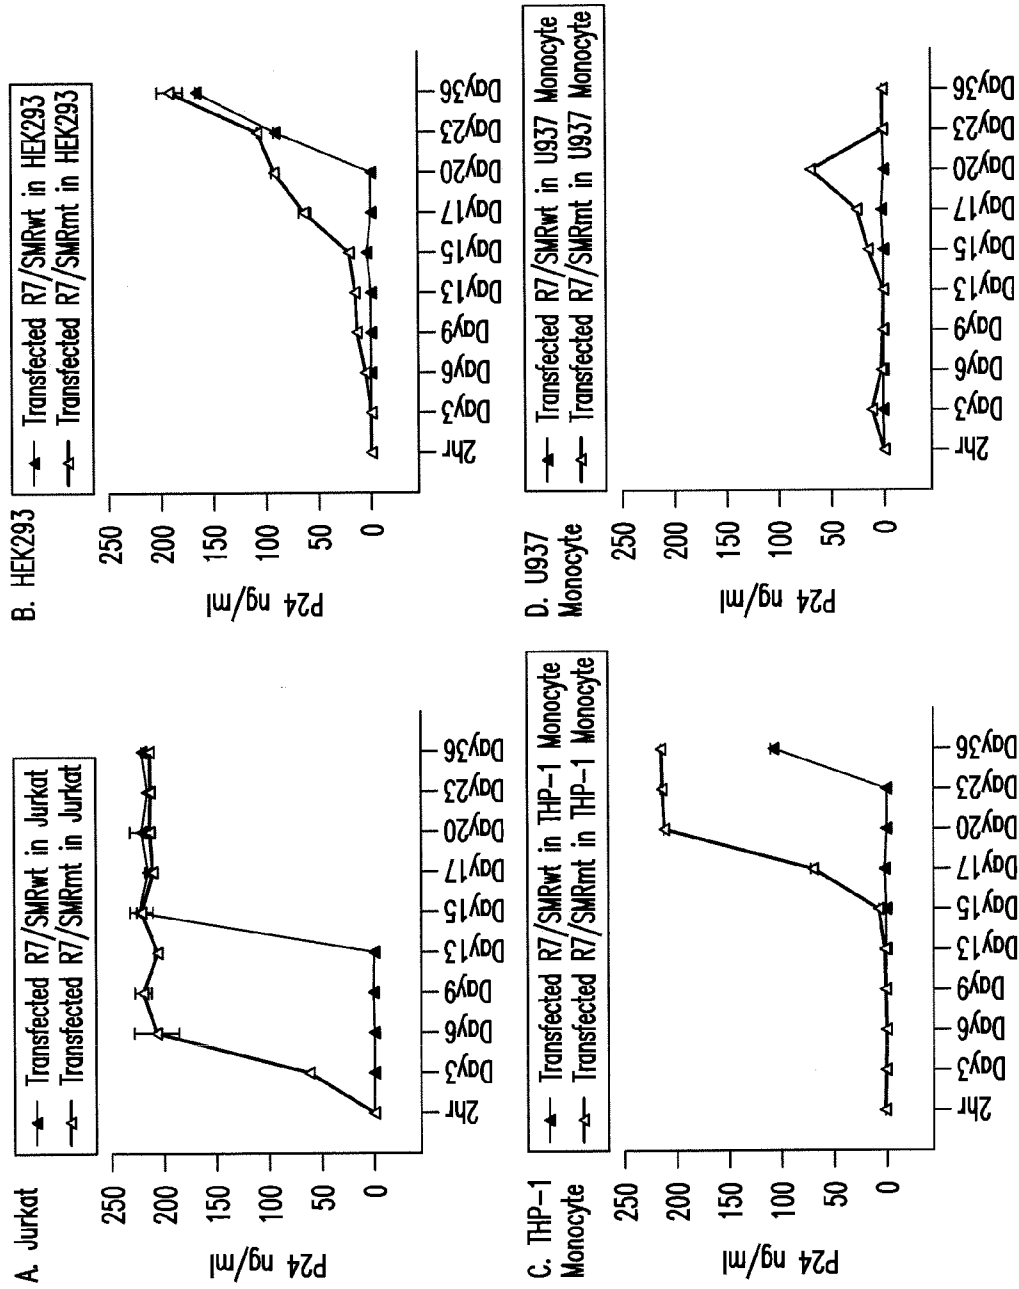 A. Jurkat
Transfected R7/SMRwt in Jurkat
Transfected R7/SMRmt in Jurkat
P24 ng/ml
250
200
150
100
50
0
2hr
Day3
Day6
Day9
Day13
Day15
Day17
Day20
Day23
Day36
B. HEK293
Transfected R7/SMRwt in HEK293
Transfected R7/SMRmt in HEK293
P24 ng/ml
250
200
150
100
50
0
2hr
Day3
Day6
Day9
Day13
Day15
Day17
Day20
Day23
Day36
C. THP-1
Monocyte
Transfected R7/SMRwt in THP-1 Monocyte
Transfected R7/SMRmt in THP-1 Monocyte
P24 ng/ml
250
200
150
100
50
0
2hr
Day3
Day6
Day9
Day13
Day15
Day17
Day20
Day23
Day36
D. U937
Monocyte
Transfected R7/SMRwt in U937 Monocyte
Transfected R7/SMRmt in U937 Monocyte
P24 ng/ml
250
200
150
100
50
0
2hr
Day3
Day6
Day9
Day13
Day15
Day17
Day20
Day23
Day36